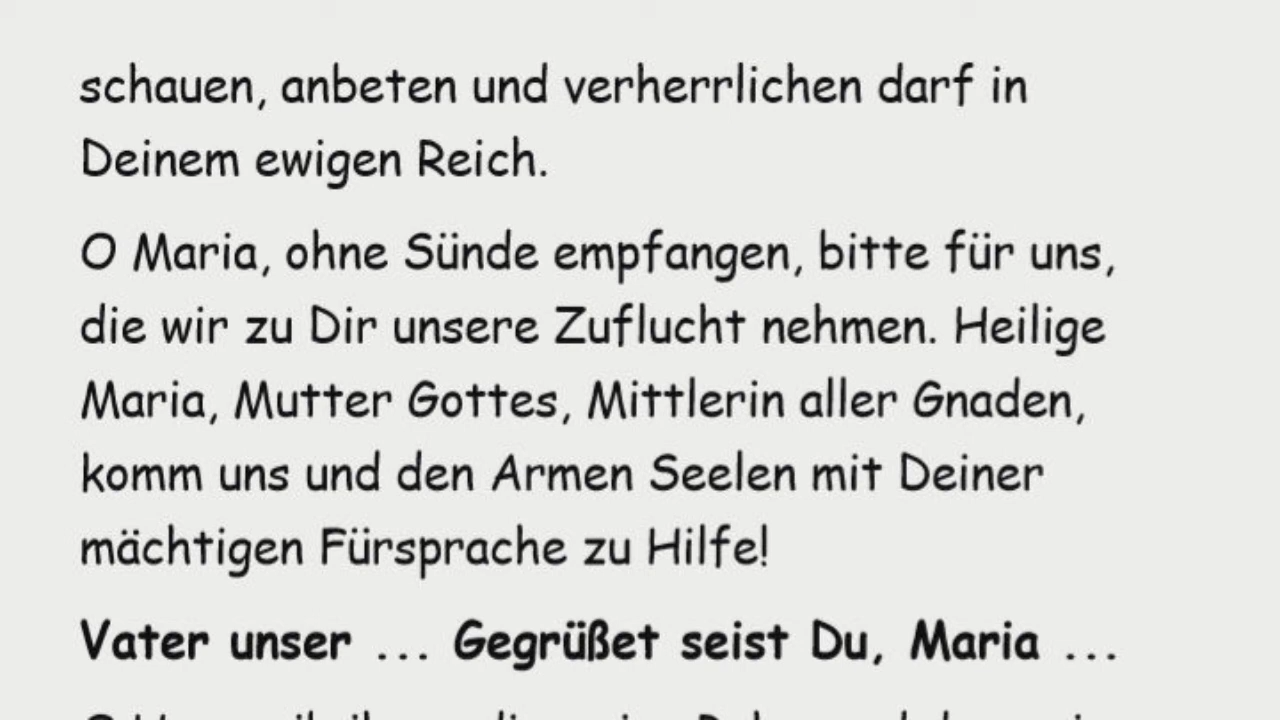 schauen, anbeten und verherrlichen darf in
Deinem ewigen Reich.
O Maria, ohne Sünde empfangen, bitte für uns,
die wir zu Dir unsere Zuflucht nehmen. Heilige
Maria, Mutter Gottes, Mittlerin aller Gnaden,
komm uns und den Armen Seelen mit Deiner
mächtigen Fürsprache zu Hilfe!
Vater unser ... Gegrüßet seist Du, Maria ...